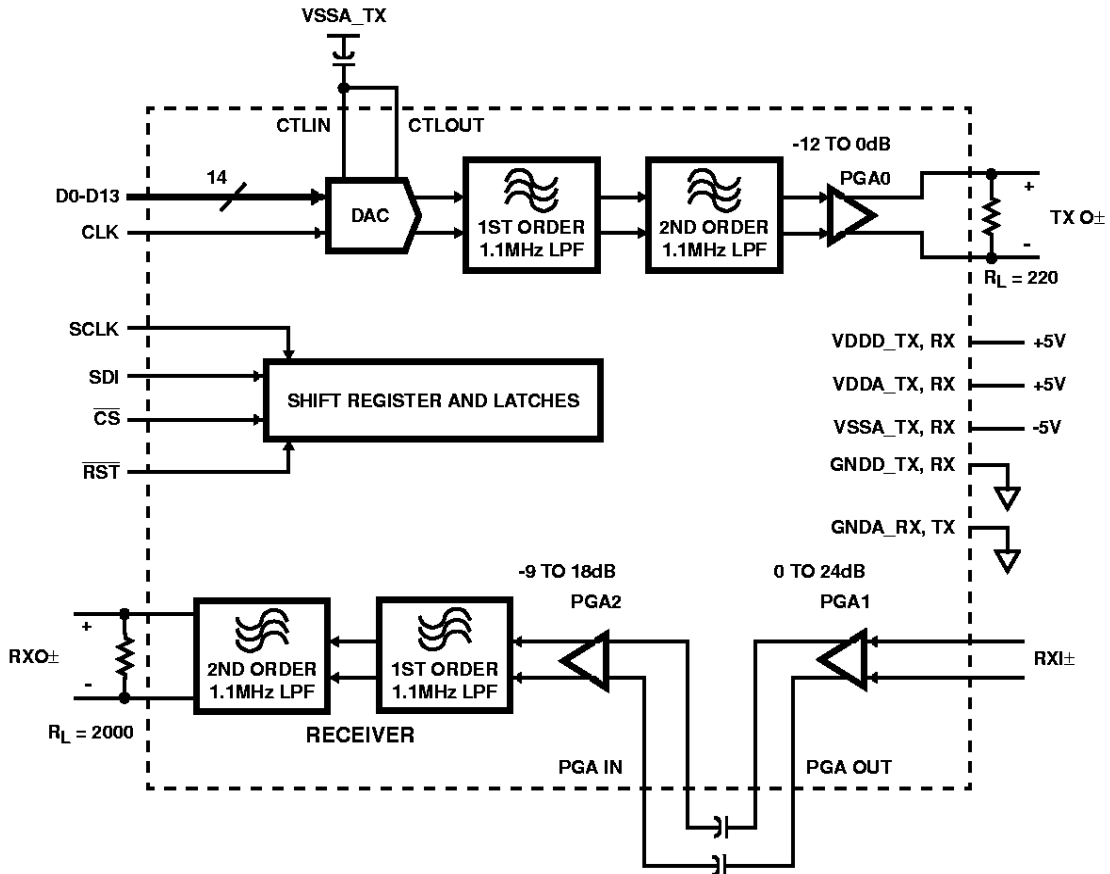 VSSA_TX
CTLIN
CTLOUT
-12 TO 0dB
PGA0
14
D0-D13
CLK
DAC
1ST ORDER
1.1MHz LPF
2ND ORDER
1.1MHz LPF
+
TX O±
-
RL = 220
SCLK
SDI
CS
RST
SHIFT REGISTER AND LATCHES
VDDD_TX, RX
+5V
VDDA_TX, RX
+5V
VSSA_TX, RX
-5V
GNDD_TX, RX
GNDA_RX, TX
-9 TO 18dB
PGA2
0 TO 24dB
PGA1
+
RXO±
-
RL = 2000
2ND ORDER
1.1MHz LPF
1ST ORDER
1.1MHz LPF
RXI±
RECEIVER
PGA IN
PGA OUT